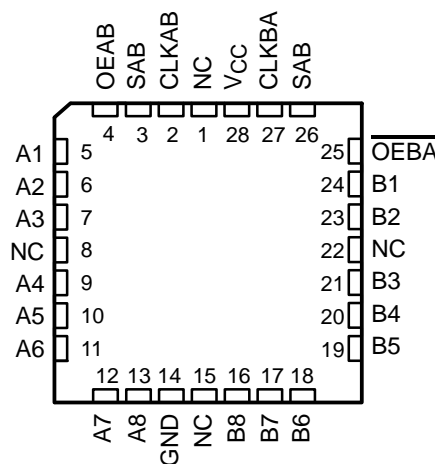 OEAB SAB CLKAB NC VCC CLKBA SAB
4 3 2 1 28 27 26
A1 5 25 OEBA
A2 6 24 B1
A3 7 23 B2
NC 8 22 NC
A4 9 21 B3
A5 10 20 B4
A6 11 19 B5
12 13 14 15 16 17 18
A7 A8 GND NC B8 B7 B6